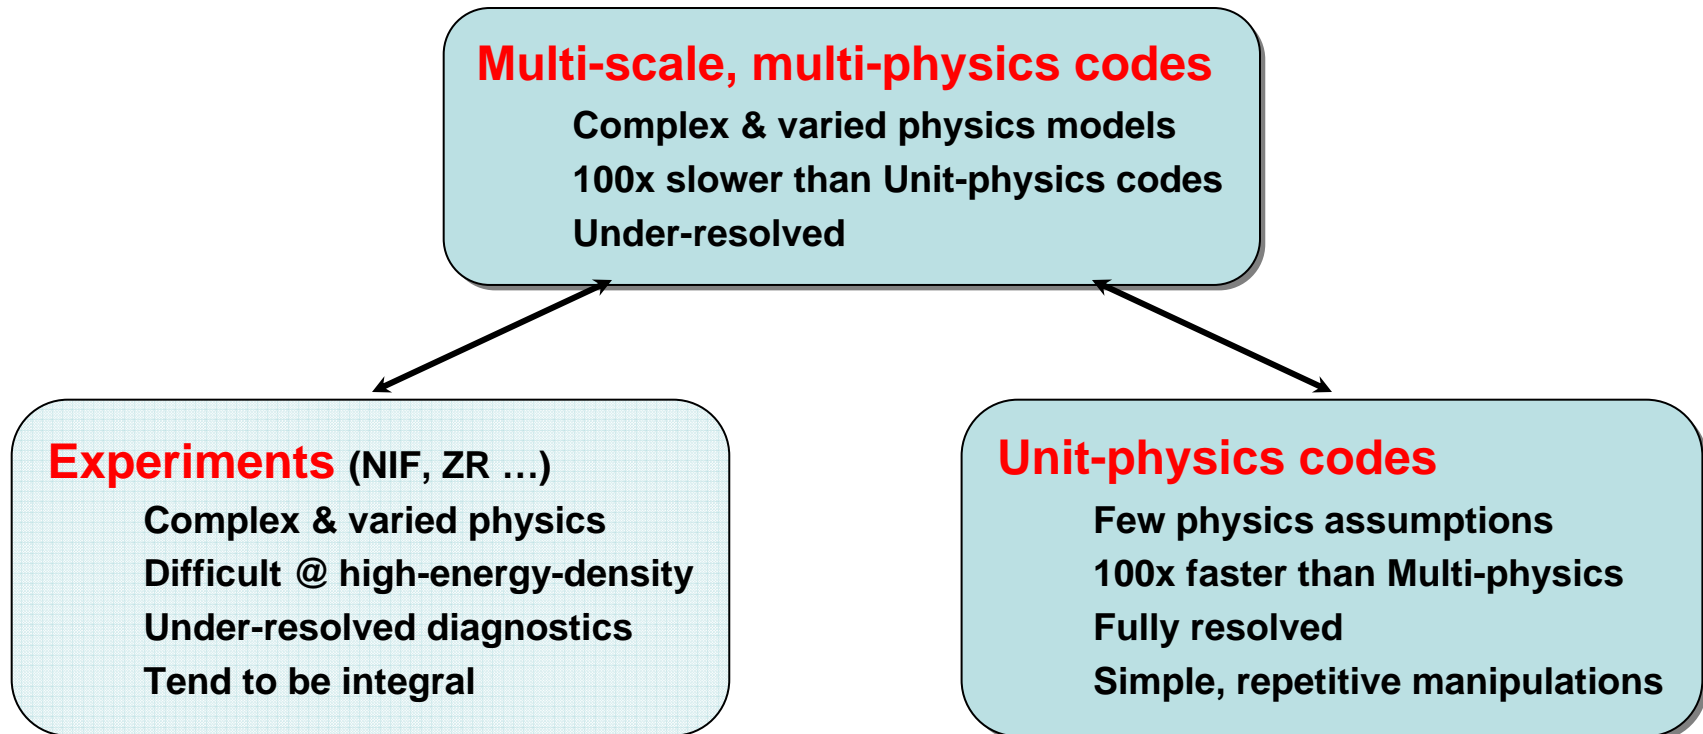 Multi-scale, multi-physics codes
Complex & varied physics models
100x slower than Unit-physics codes
Under-resolved
Experiments (NIF, ZR …)
Complex & varied physics
Difficult @ high-energy-density
Under-resolved diagnostics
Tend to be integral
Unit-physics codes
Few physics assumptions
100x faster than Multi-physics
Fully resolved
Simple, repetitive manipulations